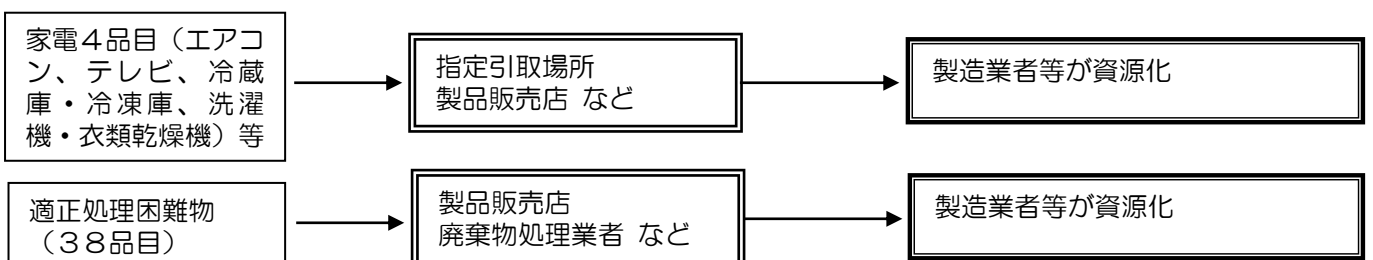 家電４品目（エアコ
ン、テレビ、冷蔵
庫・冷凍庫、洗濯
機・衣類乾燥機）等
指定引取場所
製品販売店 など
製造業者等が資源化
適正処理困難物
（３８品目）
製品販売店
廃棄物処理業者 など
製造業者等が資源化